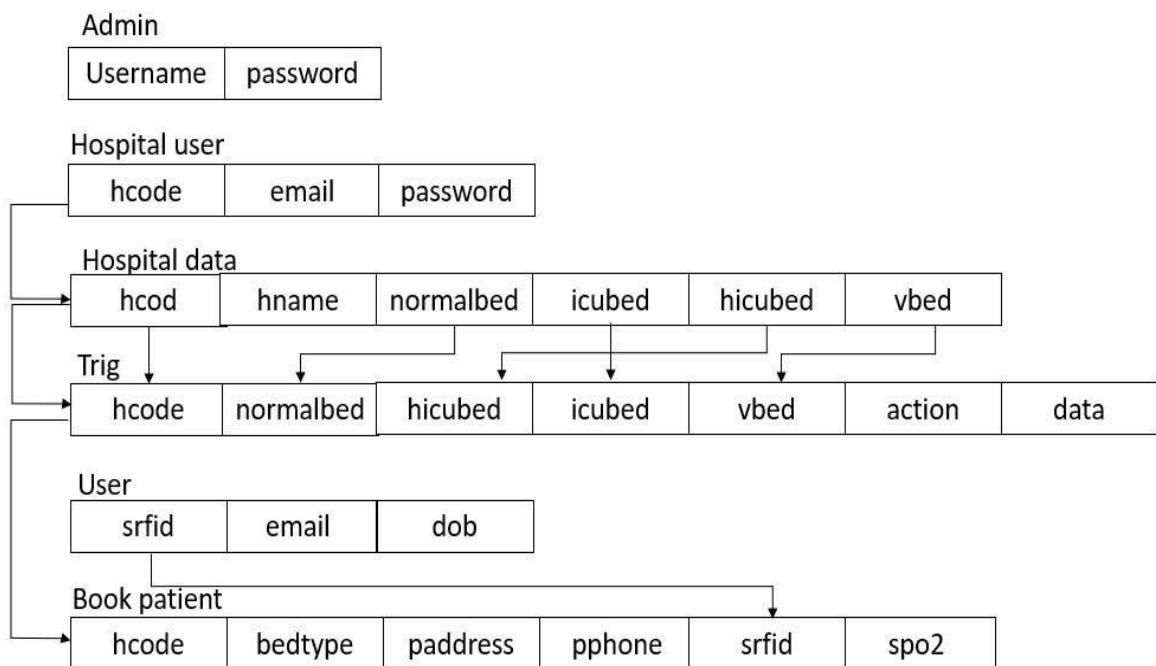 Admin
Username password
Hospital user
hcode email password
Hospital data
hcod hname normalbed icubed hicubed vbed
Trig
hcode normalbed hicubed icubed vbed action data
User
srfid email dob
Book patient
hcode bedtype paddress pphone srfid spo2